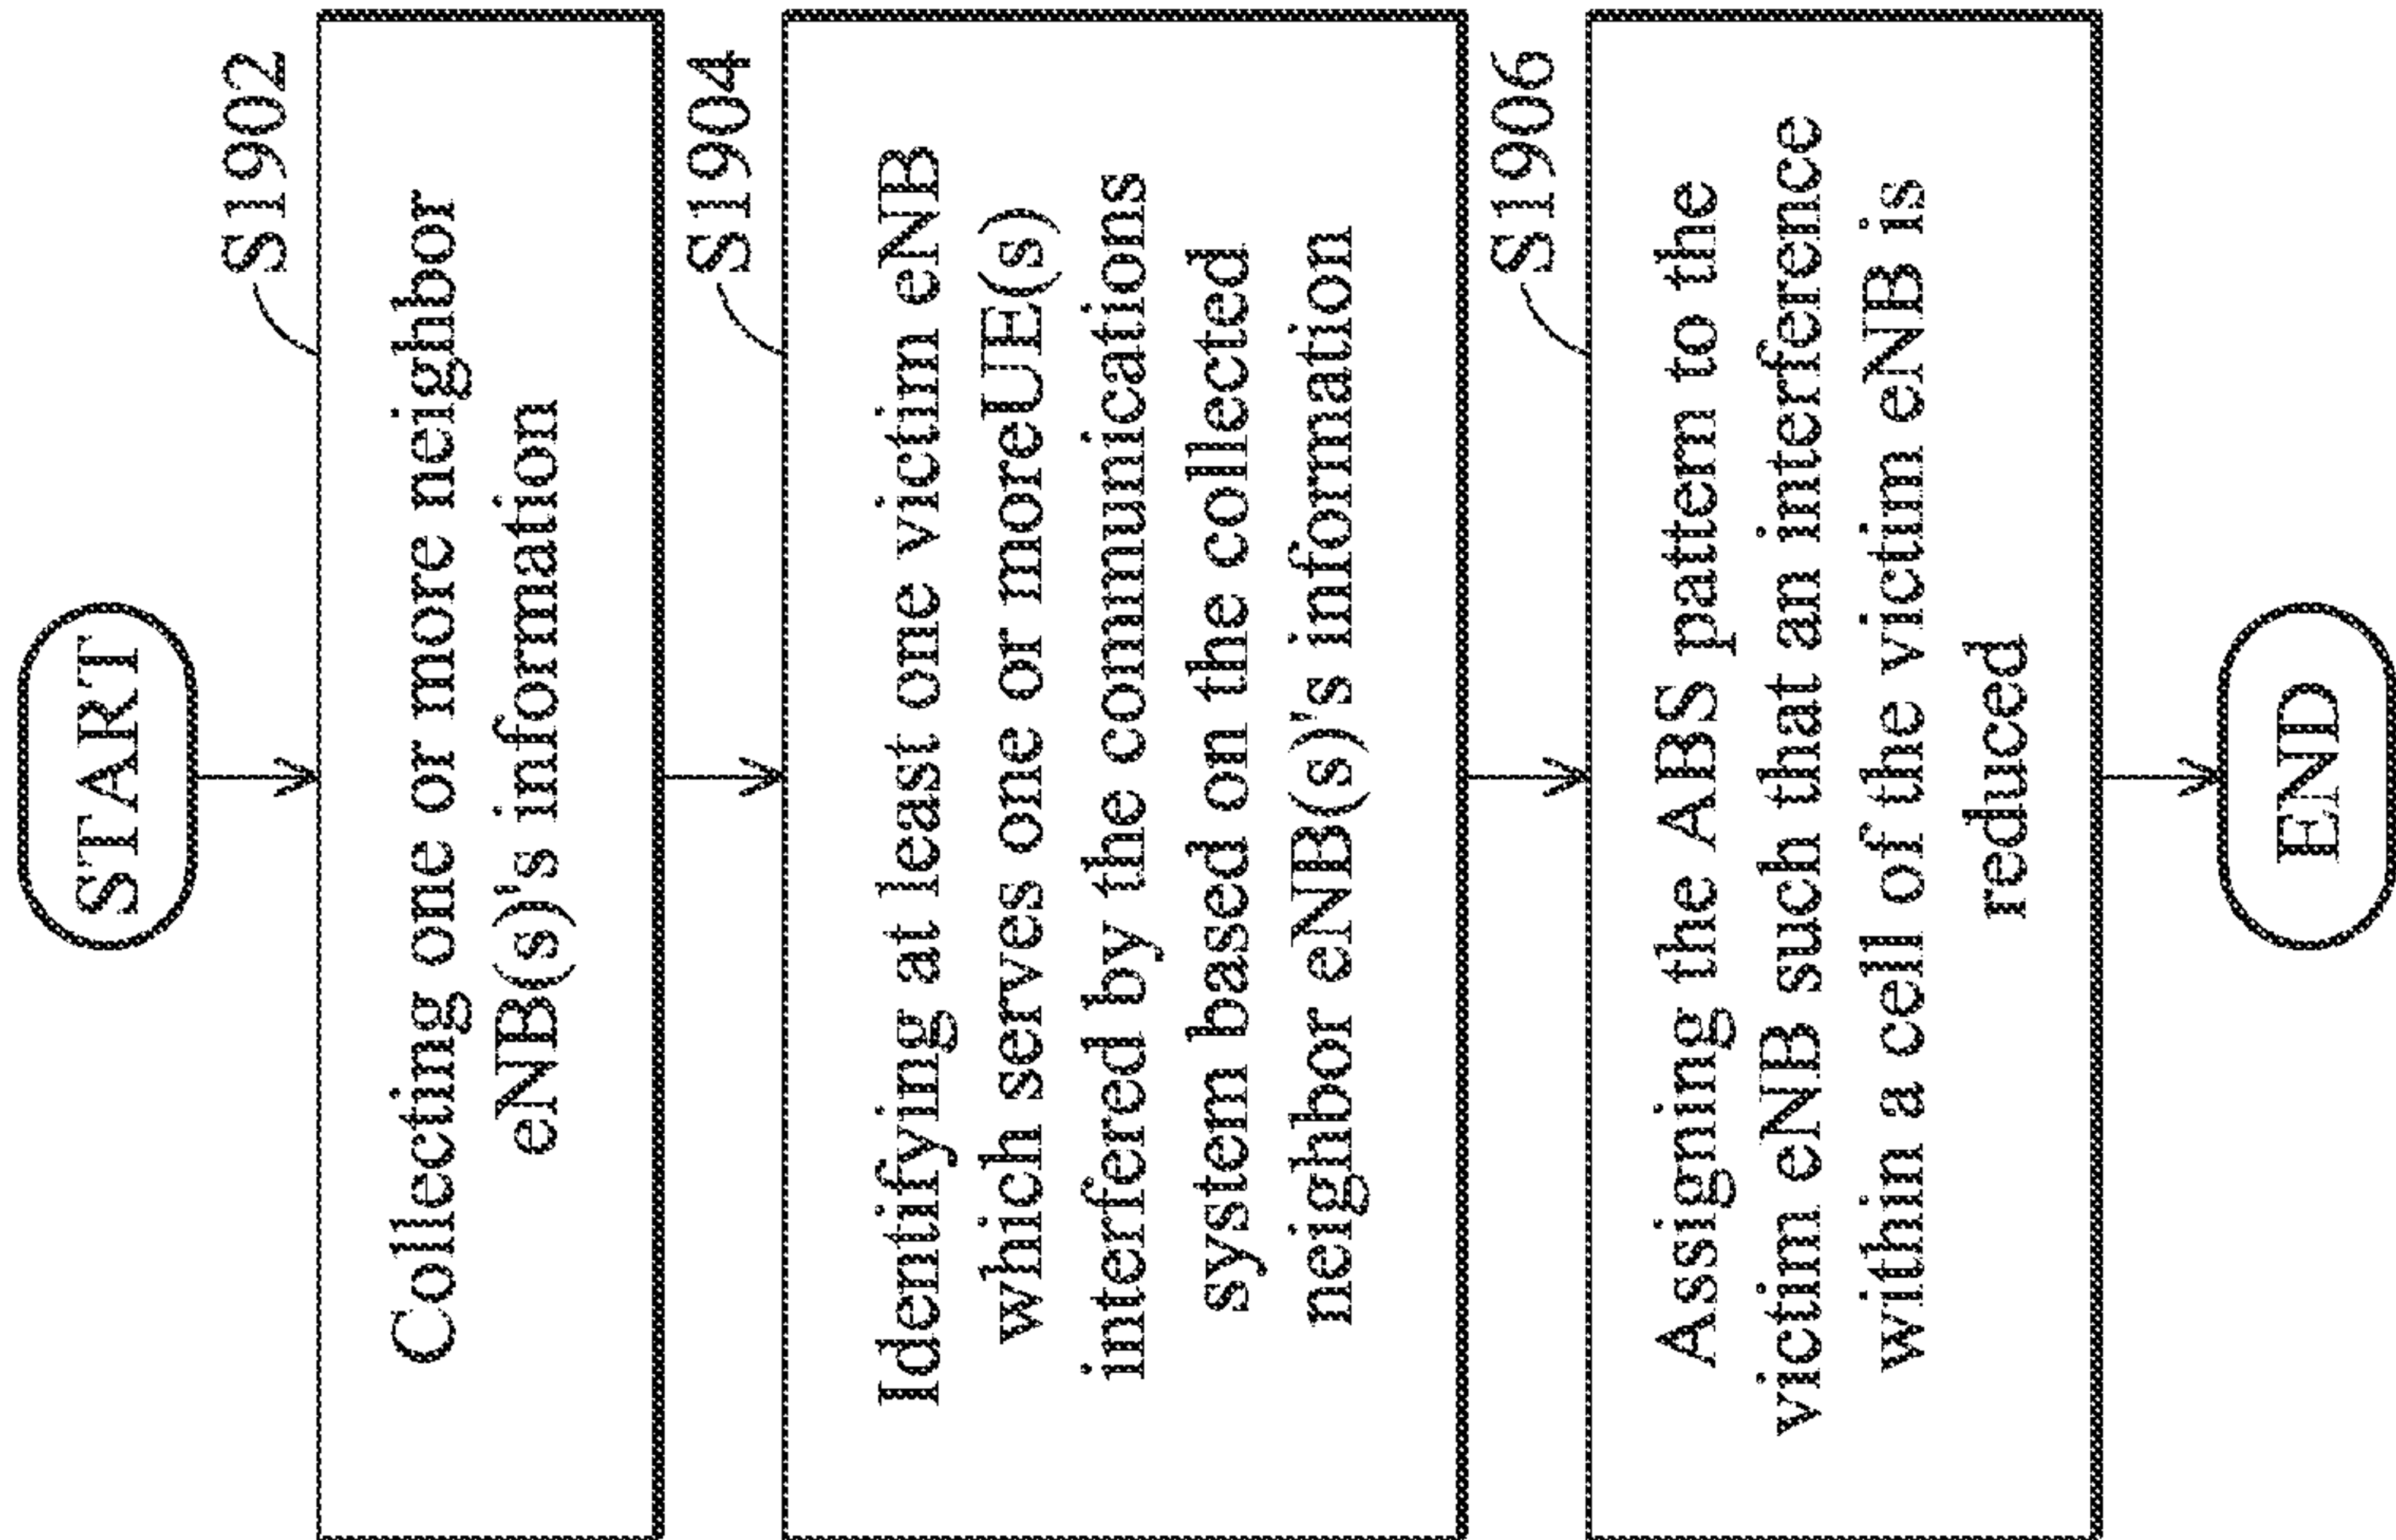 START
S1902
Collecting one or more neighbor
eNB(s)'s information
S1904
Identifying at least one victim eNB
which serves one or moreUE(s)
interfered by the communications
system based on the collected
neighbor eNB(s)'s information
S1906
Assigning the ABS pattern to the
victim eNB such that an interference
within a cell of the victim eNB is
reduced
END